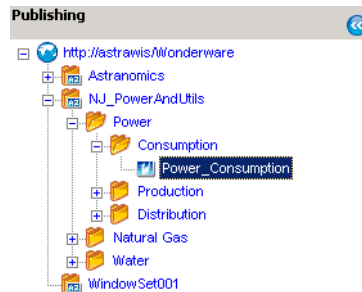 Publishing
http://astrawis/Wonderware
Astranomics
NJ_PowerAndUtils
Power
Consumption
Power_Consumption
Production
Distribution
Natural Gas
Water
WindowSet001